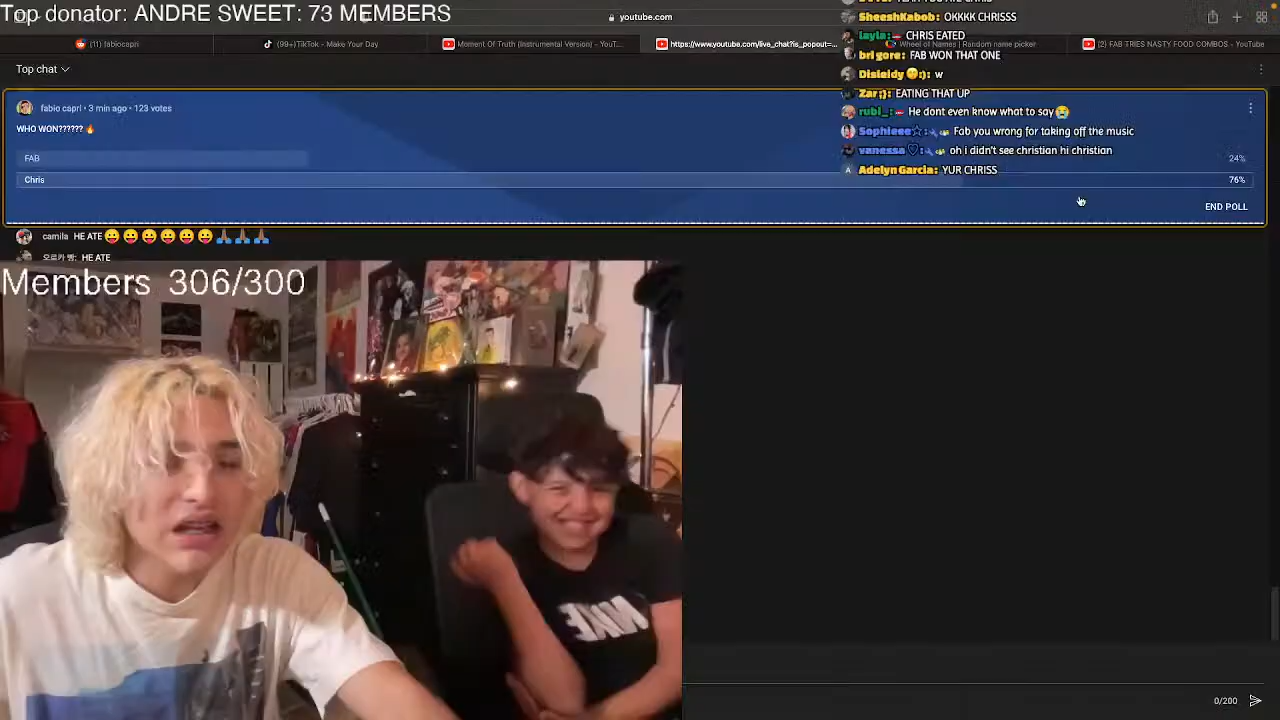 Top donator: ANDRE SWEET: 73 MEMBERS
youtube.com
(11) fabiocapri
(99+)TikTok - Make Your Day
Moment Of Truth (Instrumental Version) - YouT...
https://www.youtube.com/live_chat?is_popout=...
Wheel of Names | Random name picker
(2) FAB TRIES NASTY FOOD COMBOS - YouTube
Top chat
fabio capri • 3 min ago • 123 votes
WHO WON?????? 🔥
FAB
24%
Chris
76%
END POLL
SheeshKabob: OKKKK CHRISSS
layla: CHRIS EATED
bri gore: FAB WON THAT ONE
Disleidy 🤭:): w
Zar ;): EATING THAT UP
rubi_: He dont even know what to say😭
Sophieee☆: Fab you wrong for taking off the music
vanessa ♡: oh i didn't see christian hi christian
A Adelyn Garcia: YUR CHRISS
camila HE ATE 😛😛😛😛😛😛🙏🏾🙏🏾🙏🏾
HE ATE
Members 306/300
NIKE
0/200